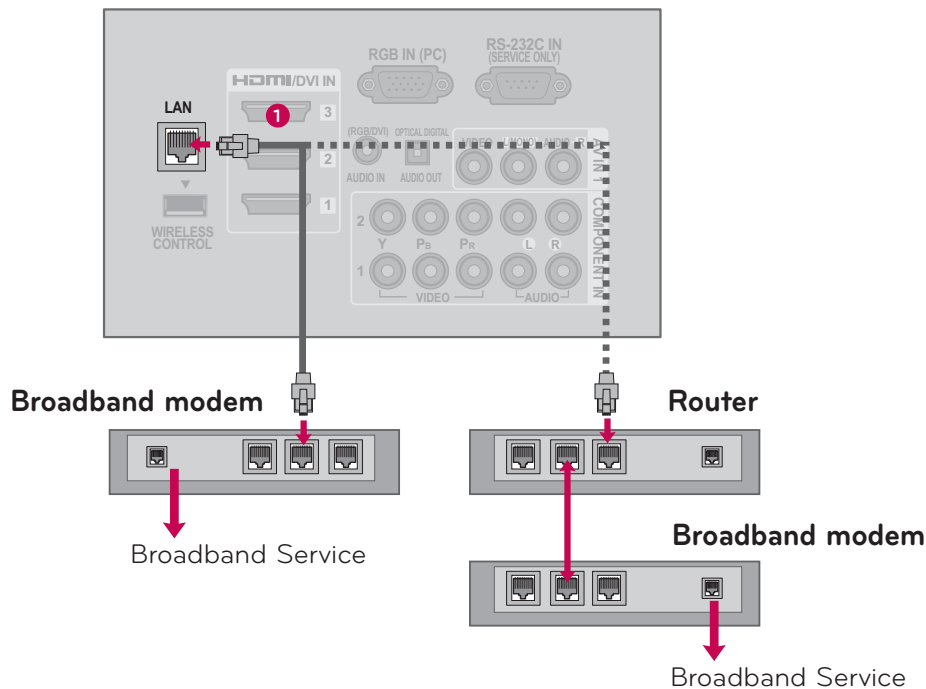 RGB IN (PC)
RS-232C IN
(SERVICE ONLY)
HDMI/DVI IN
LAN
1
3
(RGB/DVI)
OPTICAL DIGITAL
VIDEO
L(MONO)
AUDIO
R
AV IN 1
2
AUDIO IN
AUDIO OUT
1
WIRELESS
CONTROL
COMPONENT IN
2
Y
PB
PR
L
R
1
VIDEO
AUDIO
Broadband modem
Router
Broadband Service
Broadband modem
Broadband Service